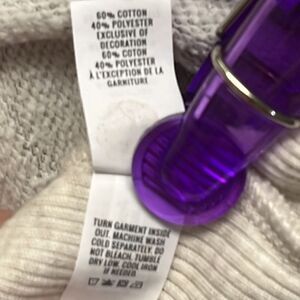 60% COTTON
40% POLYESTER
EXCLUSIVE OF
DECORATION
60% COTON
40% POLYESTER
À L'EXCEPTION DE LA
GARNITURE
TURN GARMENT INSIDE
OUT. MACHINE WASH
COLD SEPARATELY. DO
NOT BLEACH. TUMBLE
DRY LOW. COOL IRON
IF NEEDED.